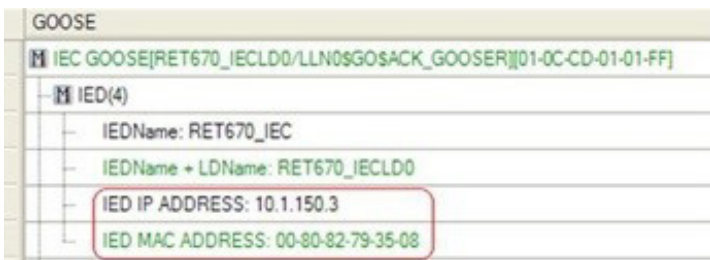 GOOSE
M IEC GOOSE[RET670_IECLD0/LLN0$GO$ACK_GOOSER][01-0C-CD-01-01-FF]
M IED(4)
IEDName: RET670_IEC
IEDName + LDName: RET670_IECLD0
IED IP ADDRESS: 10.1.150.3
IED MAC ADDRESS: 00-80-82-79-35-08